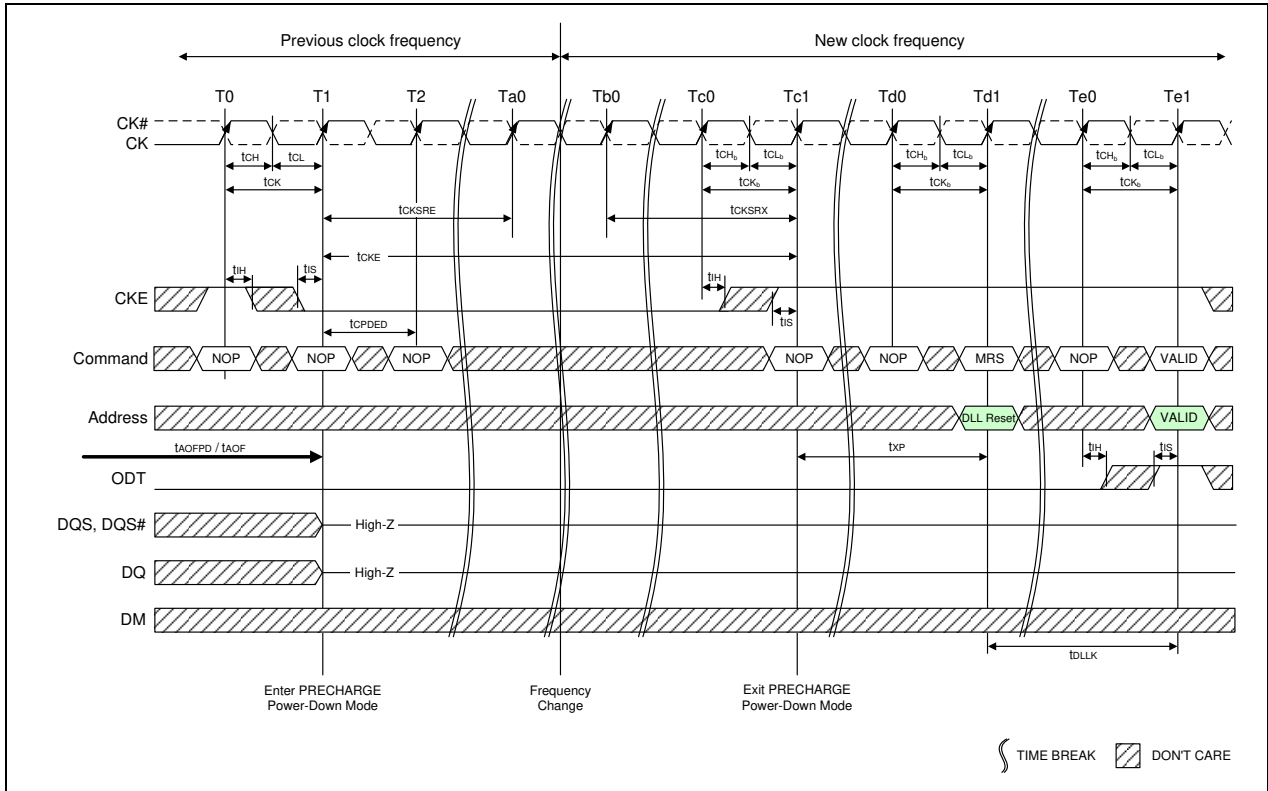 Previous clock frequency New clock frequency
T0 T1 T2 Ta0 Tb0 Tc0 Tc1 Td0 Td1 Te0 Te1
CK#
CK
tCH tCL tCHb tCLb tCHb tCLb tCHb tCLb
tCK tCKb tCKb tCKb
tCKSRE tCKSRX
tCKE
tIH tIS tIH
CKE
tIS
tCPDED
Command NOP NOP NOP NOP NOP MRS NOP VALID
Address DLL Reset VALID
tAOFPD / tAOF tXP tIH tIS
ODT
DQS, DQS# High-Z
DQ High-Z
DM
tDLLK
Enter PRECHARGE
Power-Down Mode
Frequency
Change
Exit PRECHARGE
Power-Down Mode
TIME BREAK DON'T CARE